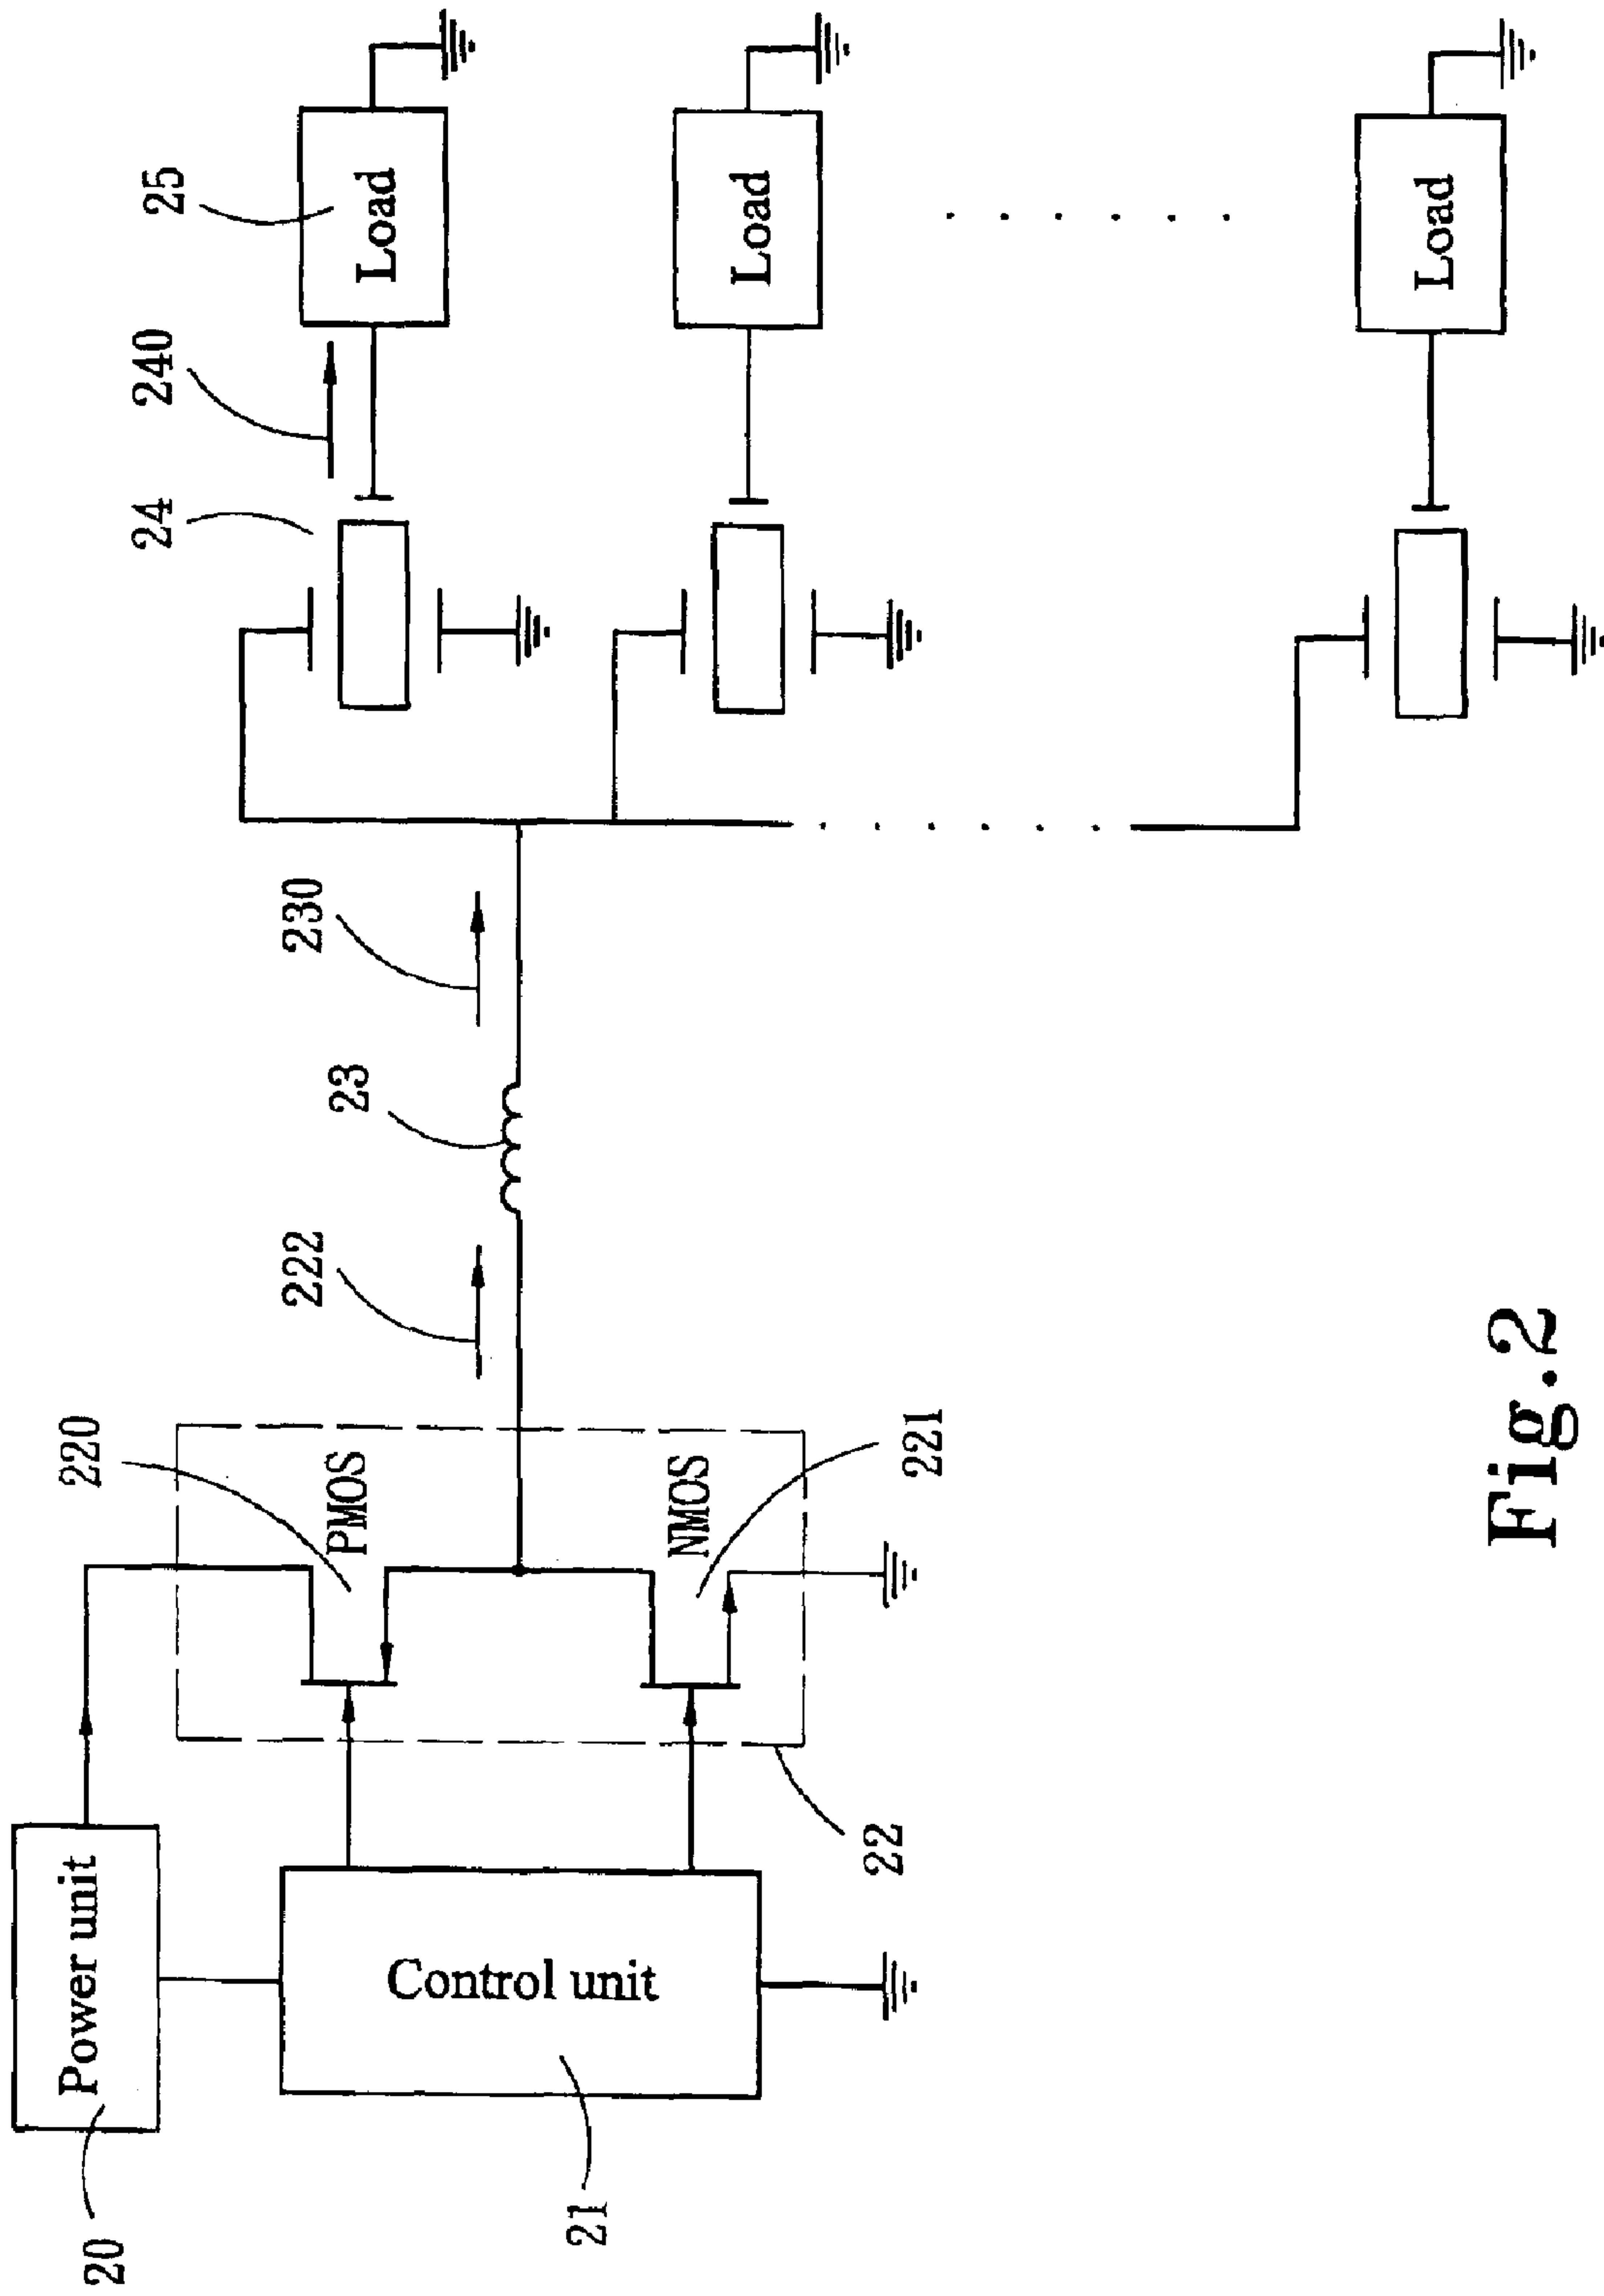 20
Power unit
220
PMOS
222
23
230
24
240
25
Load
Load
Load
21
Control unit
22
NMOS
221
Fig.2